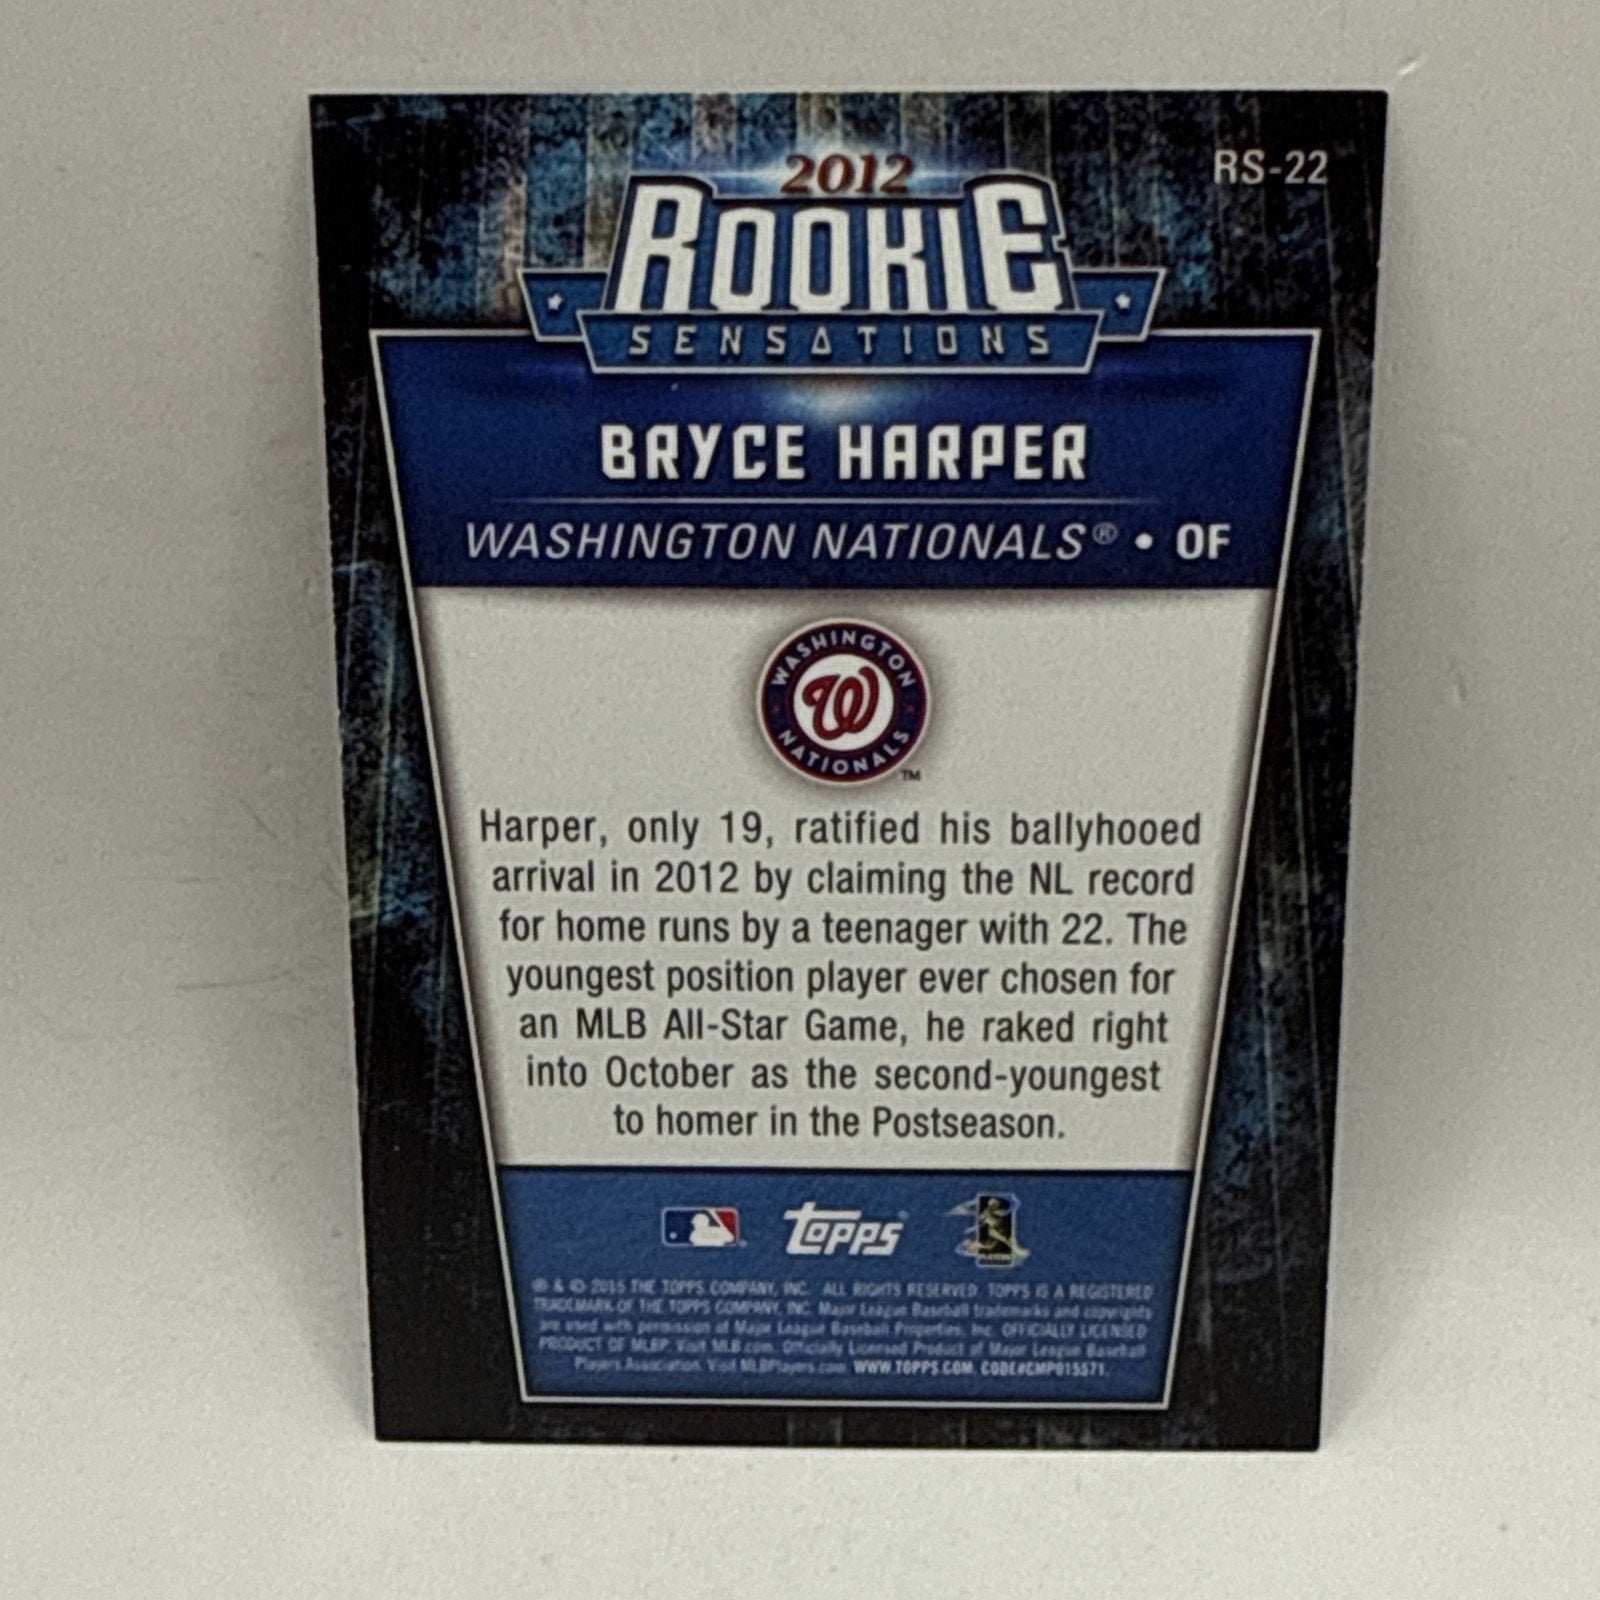 RS-22
2012
ROOKIE
SENSATIONS
BRYCE HARPER
WASHINGTON NATIONALS® • OF
WASHINGTON
W
NATIONALS
TM
Harper, only 19, ratified his ballyhooed
arrival in 2012 by claiming the NL record
for home runs by a teenager with 22. The
youngest position player ever chosen for
an MLB All-Star Game, he raked right
into October as the second-youngest
to homer in the Postseason.
Topps
® & © 2015 THE TOPPS COMPANY, INC. ALL RIGHTS RESERVED. TOPPS IS A REGISTERED
TRADEMARK OF THE TOPPS COMPANY, INC. Major League Baseball trademarks and copyrights
are used with permission of Major League Baseball Properties, Inc. OFFICIALLY LICENSED
PRODUCT OF MLBP. Visit MLB.com. Officially Licensed Product of Major League Baseball
Players Association. Visit MLBPlayers.com. WWW.TOPPS.COM. CODE#CMP015571.